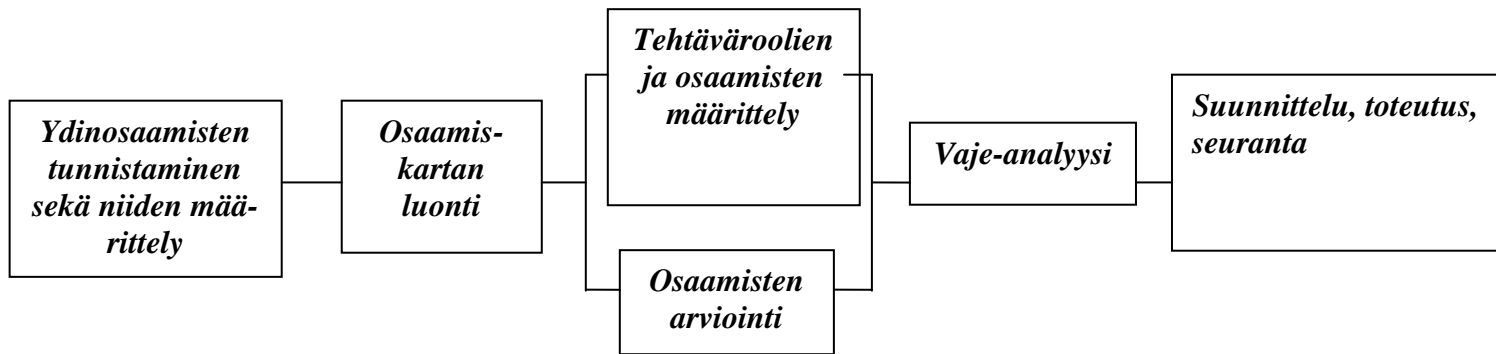 Ydinosaamisten
tunnistaminen
sekä niiden mää-
rittely
Osaamis-
kartan
luonti
Tehtäväroolien
ja osaamisten
määrittely
Osaamisten
arviointi
Vaje-analyysi
Suunnittelu, toteutus,
seuranta